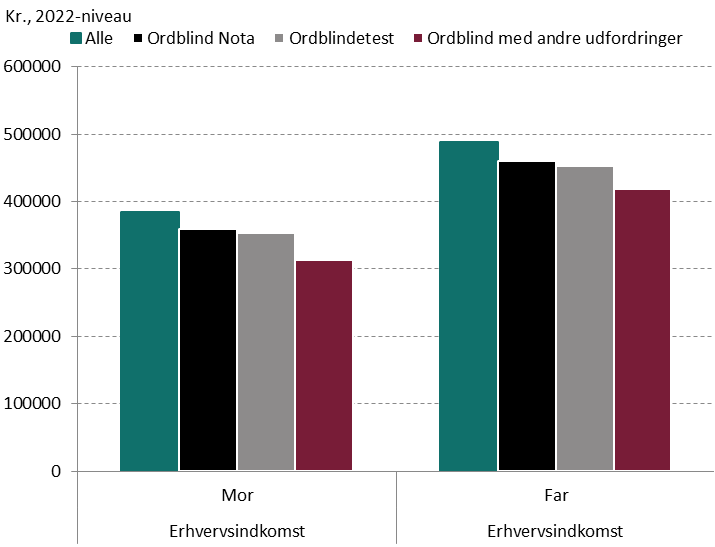 Kr., 2022-niveau
Alle Ordblind Nota Ordblindetest Ordblind med andre udfordringer
600000
500000
400000
300000
200000
100000
0
Mor Far
Erhvervsindkomst Erhvervsindkomst